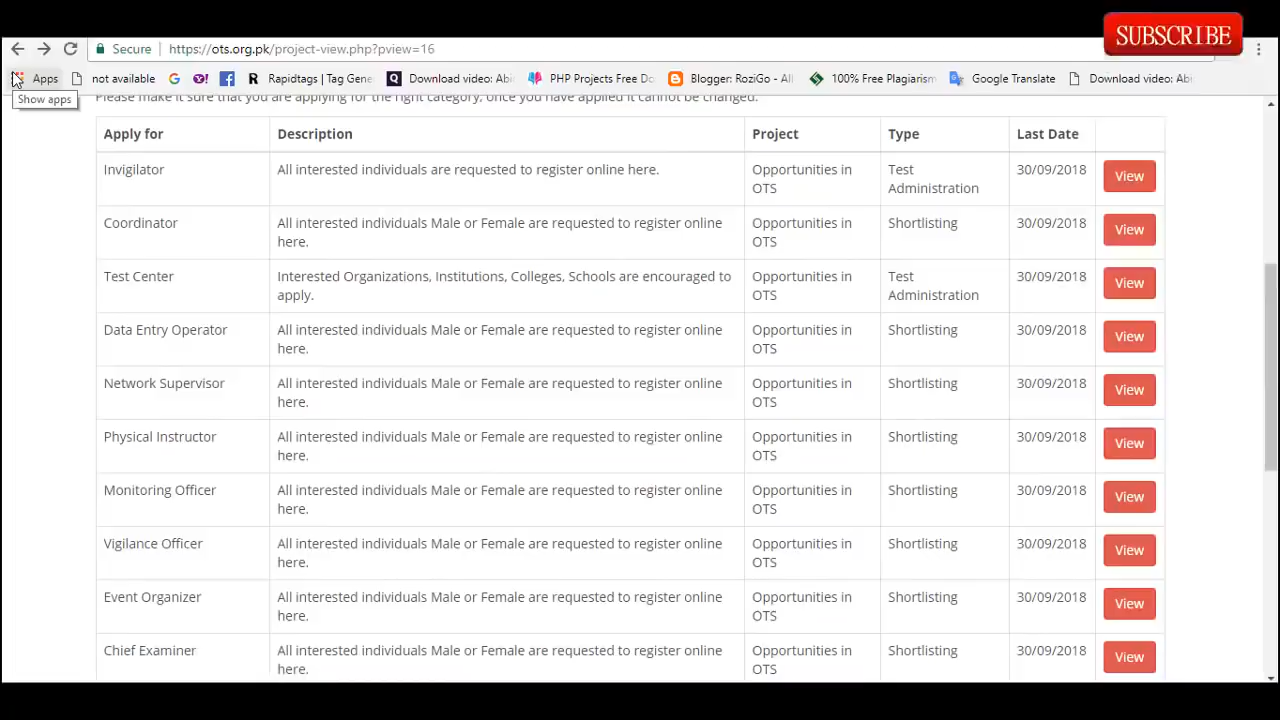 SUBSCRIBE
Secure https://ots.org.pk/project-view.php?pview=16
Apps not available Rapidtags | Tag Gene Download video: Abi PHP Projects Free Do Blogger: RoziGo - All 100% Free Plagiarism Google Translate Download video: Abi
Show apps
Please make it sure that you are applying for the right category, once you have applied it cannot be changed.
Apply for Description Project Type Last Date
Invigilator All interested individuals are requested to register online here. Opportunities in Test 30/09/2018 View
OTS Administration
Coordinator All interested individuals Male or Female are requested to register online Opportunities in Shortlisting 30/09/2018 View
here. OTS
Test Center Interested Organizations, Institutions, Colleges, Schools are encouraged to Opportunities in Test 30/09/2018 View
apply. OTS Administration
Data Entry Operator All interested individuals Male or Female are requested to register online Opportunities in Shortlisting 30/09/2018 View
here. OTS
Network Supervisor All interested individuals Male or Female are requested to register online Opportunities in Shortlisting 30/09/2018 View
here. OTS
Physical Instructor All interested individuals Male or Female are requested to register online Opportunities in Shortlisting 30/09/2018 View
here. OTS
Monitoring Officer All interested individuals Male or Female are requested to register online Opportunities in Shortlisting 30/09/2018 View
here. OTS
Vigilance Officer All interested individuals Male or Female are requested to register online Opportunities in Shortlisting 30/09/2018 View
here. OTS
Event Organizer All interested individuals Male or Female are requested to register online Opportunities in Shortlisting 30/09/2018 View
here. OTS
Chief Examiner All interested individuals Male or Female are requested to register online Opportunities in Shortlisting 30/09/2018 View
here. OTS